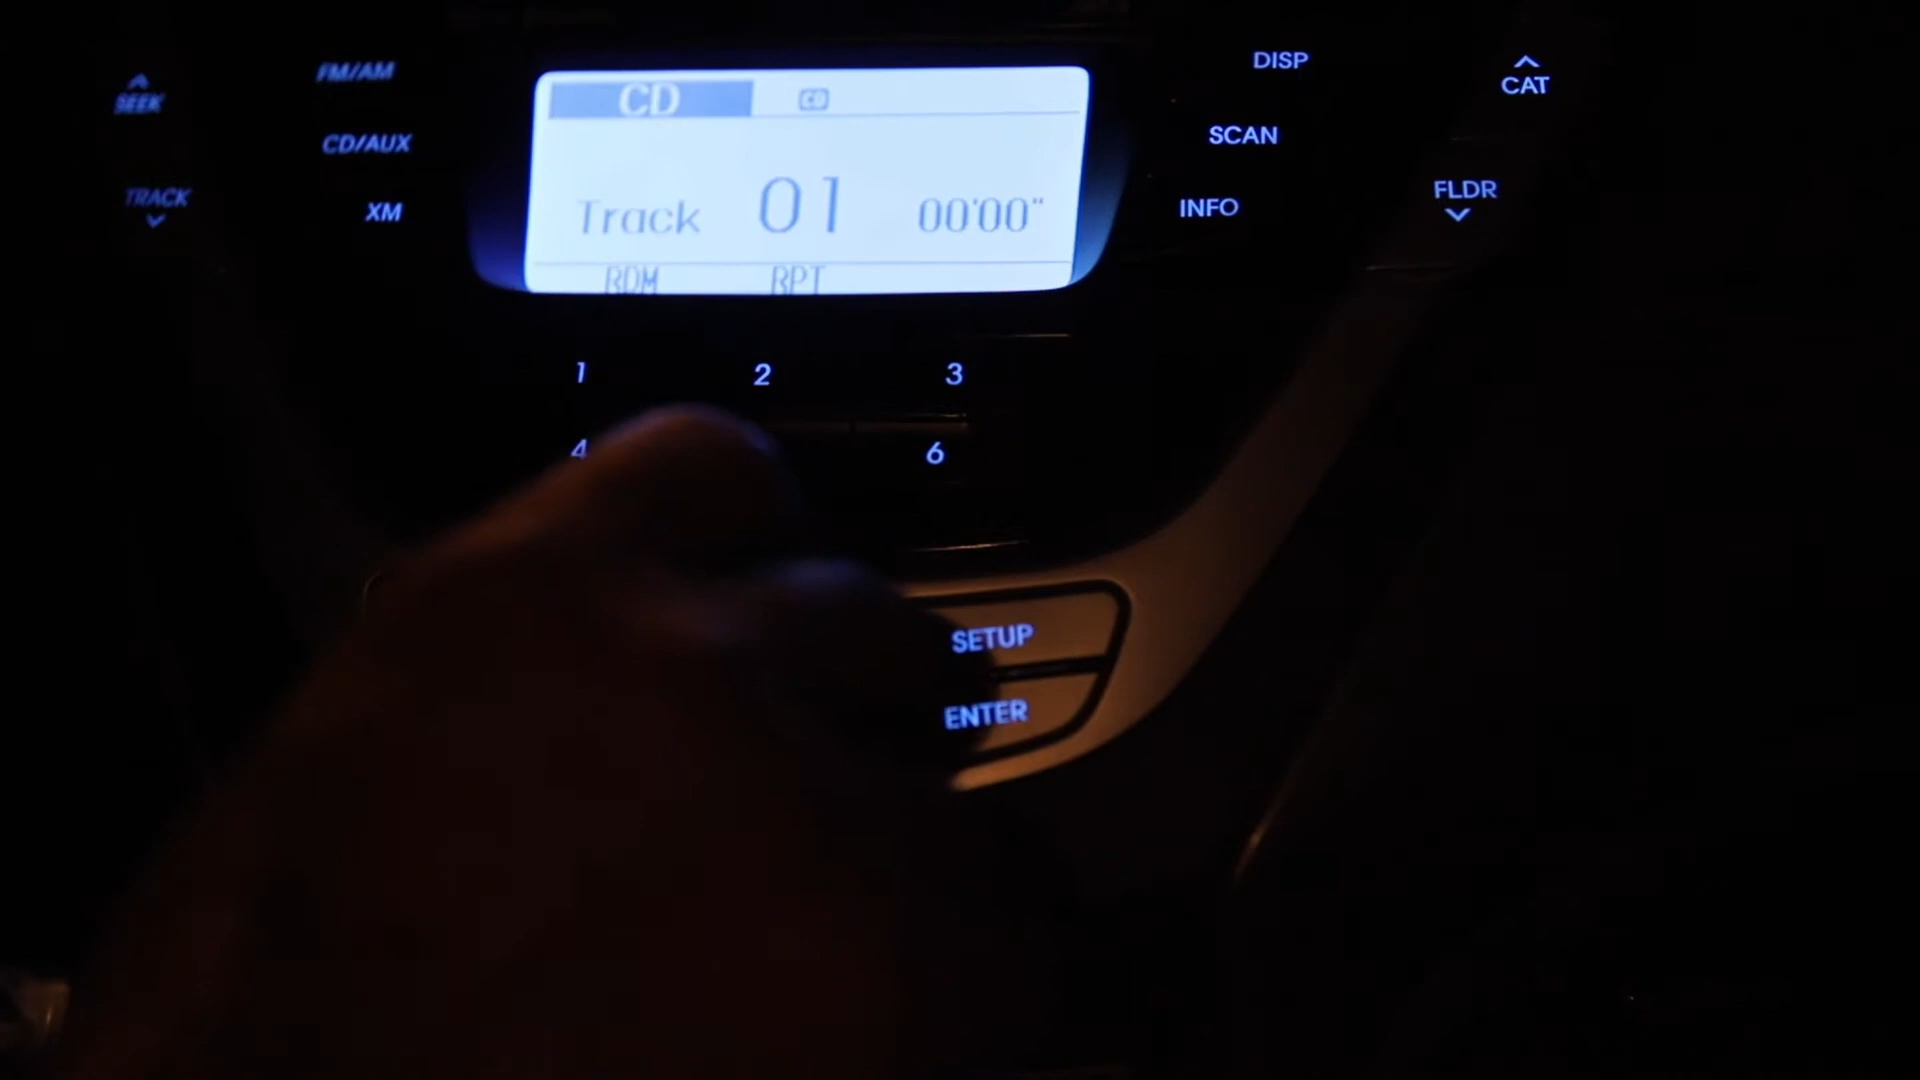 SEEK
TRACK
FM/AM
CD/AUX
XM
CD CD
Track 01 00'00"
RDM RPT
DISP
SCAN
INFO
CAT
FLDR
1 2 3
4 6
SETUP
ENTER